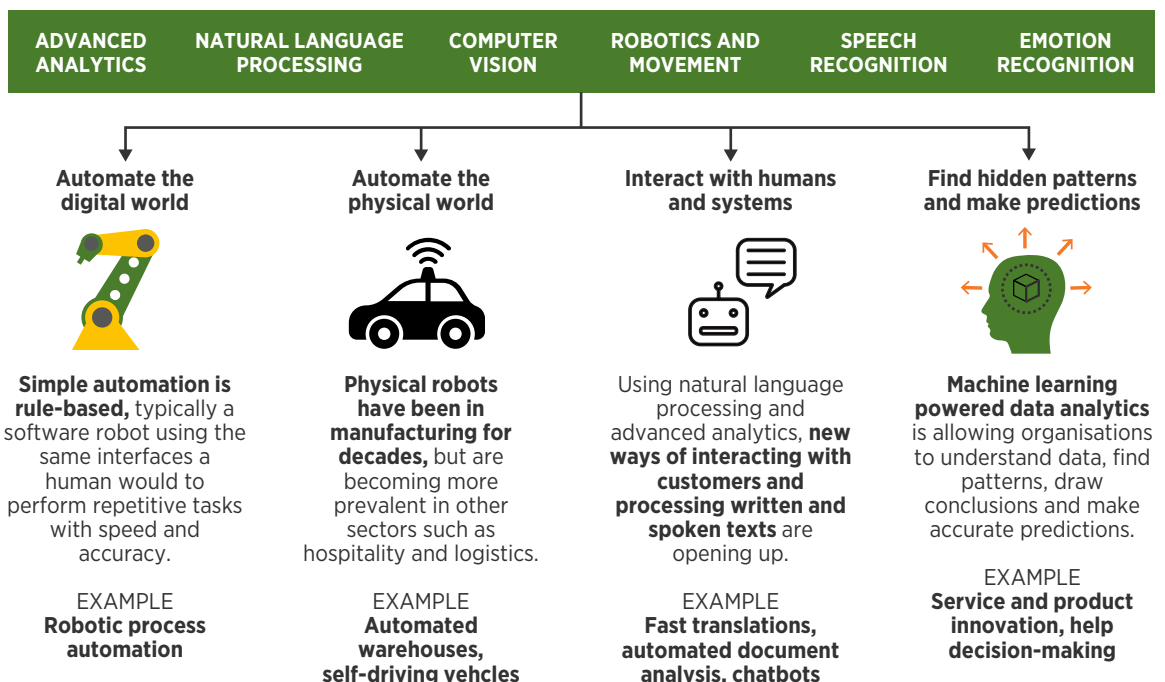 ADVANCED
ANALYTICS
NATURAL LANGUAGE
PROCESSING
COMPUTER
VISION
ROBOTICS AND
MOVEMENT
SPEECH
RECOGNITION
EMOTION
RECOGNITION
Automate the
digital world
Simple automation is
rule-based, typically a
software robot using the
same interfaces a
human would to
perform repetitive tasks
with speed and
accuracy.
EXAMPLE
Robotic process
automation
Automate the
physical world
Physical robots
have been in
manufacturing for
decades, but are
becoming more
prevalent in other
sectors such as
hospitality and logistics.
EXAMPLE
Automated
warehouses,
self-driving vehcles
Interact with humans
and systems
Using natural language
processing and
advanced analytics, new
ways of interacting with
customers and
processing written and
spoken texts are
opening up.
EXAMPLE
Fast translations,
automated document
analysis, chatbots
Find hidden patterns
and make predictions
Machine learning
powered data analytics
is allowing organisations
to understand data, find
patterns, draw
conclusions and make
accurate predictions.
EXAMPLE
Service and product
innovation, help
decision-making